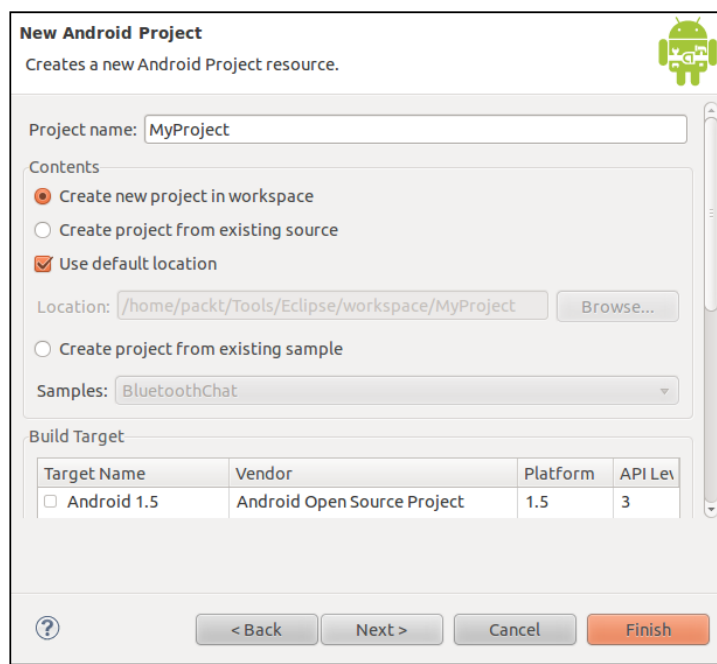 New Android Project
Creates a new Android Project resource.
Project name: MyProject
Contents
Create new project in workspace
Create project from existing source
Use default location
Location: /home/packt/Tools/Eclipse/workspace/MyProject Browse...
Create project from existing sample
Samples: BluetoothChat
Build Target
Target Name Vendor Platform API Lev
Android 1.5 Android Open Source Project 1.5 3
? < Back Next > Cancel Finish